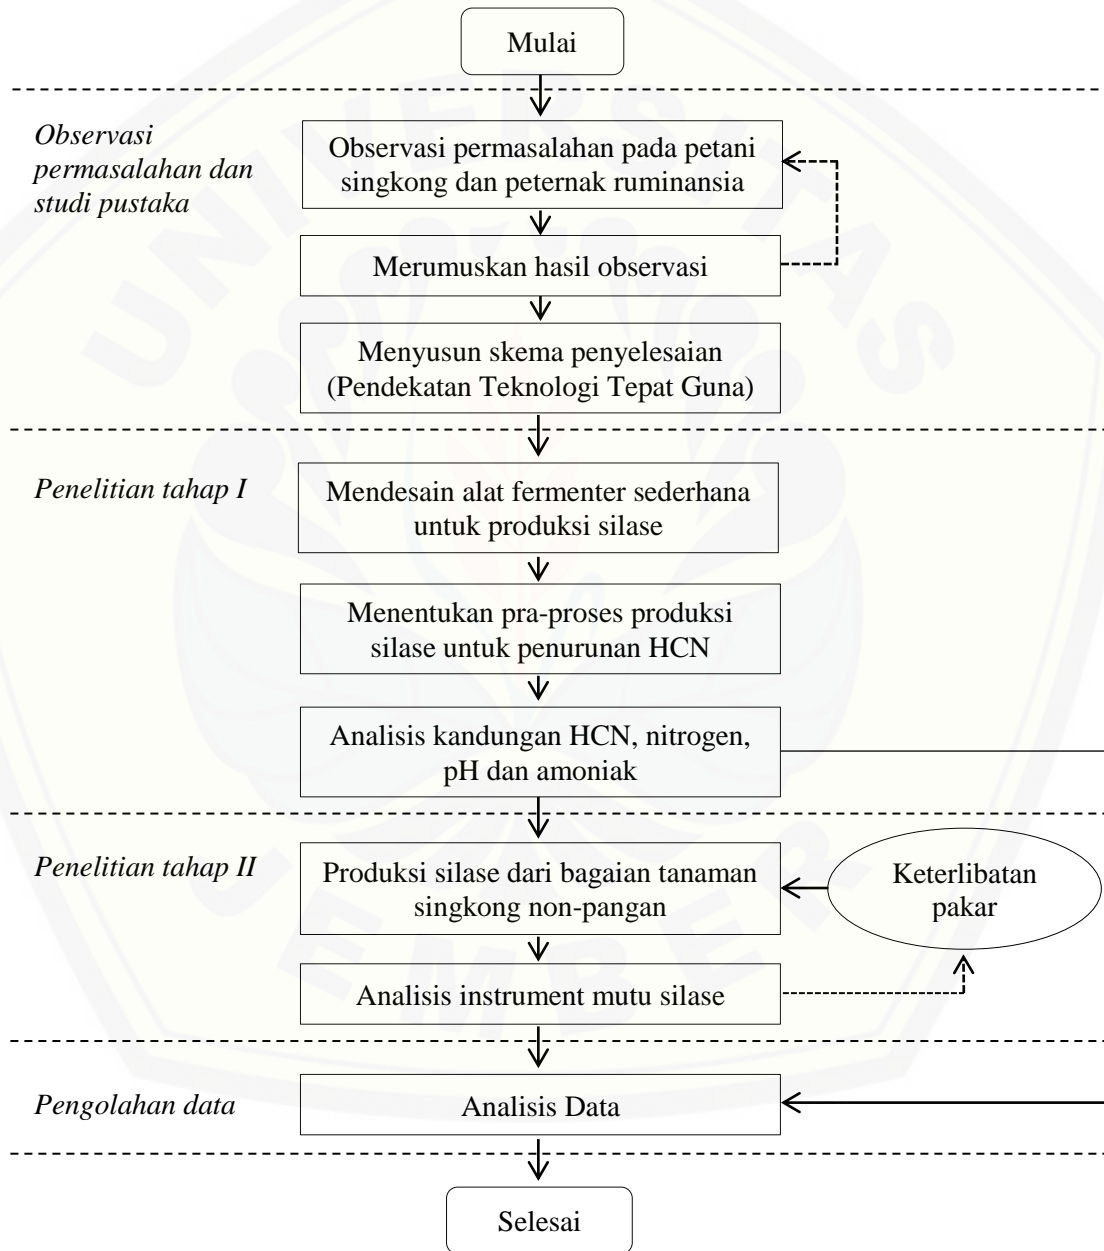 Mulai
Observasi
permasalahan dan
studi pustaka
Observasi permasalahan pada petani
singkong dan peternak ruminansia
Merumuskan hasil observasi
Menyusun skema penyelesaian
(Pendekatan Teknologi Tepat Guna)
Penelitian tahap I
Mendesain alat fermenter sederhana
untuk produksi silase
Menentukan pra-proses produksi
silase untuk penurunan HCN
Analisis kandungan HCN, nitrogen,
pH dan amoniak
Penelitian tahap II
Produksi silase dari bagaian tanaman
singkong non-pangan
Keterlibatan
pakar
Analisis instrument mutu silase
Pengolahan data
Analisis Data
Selesai
UNIVERSITAS
JEMBER